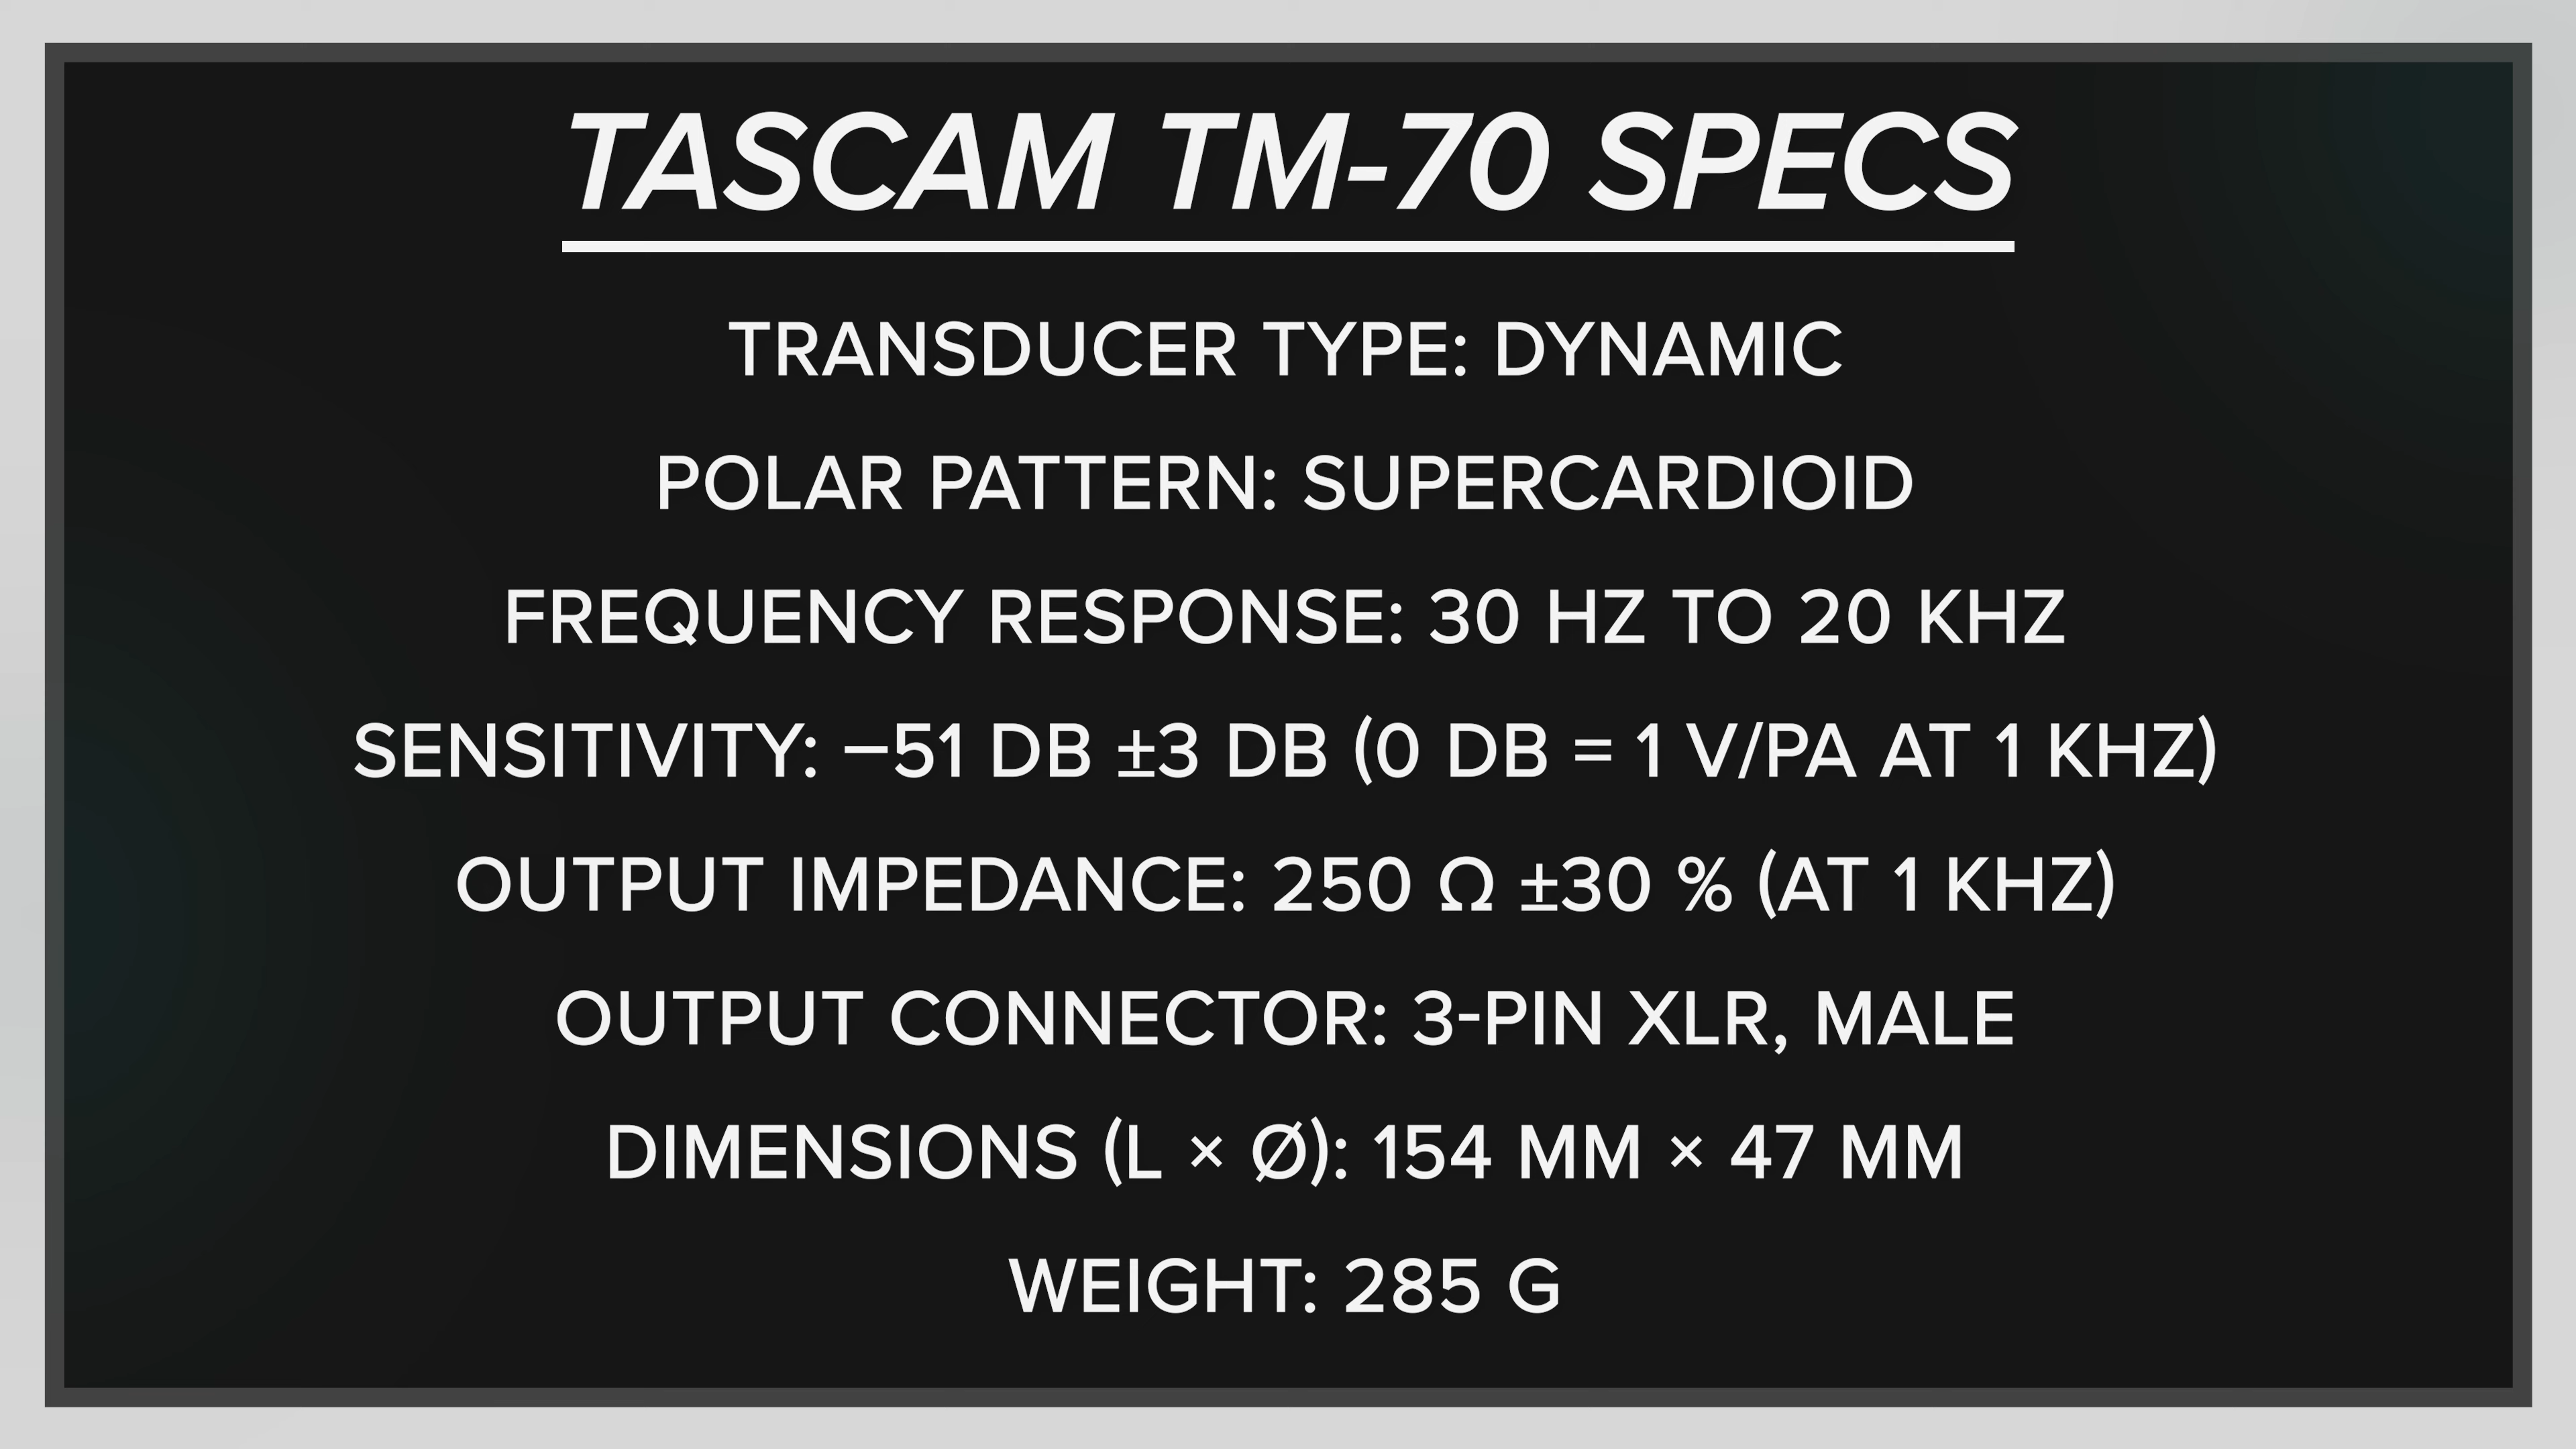 TASCAM TM-70 SPECS
TRANSDUCER TYPE: DYNAMIC
POLAR PATTERN: SUPERCARDIOID
FREQUENCY RESPONSE: 30 HZ TO 20 KHZ
SENSITIVITY: −51 DB ±3 DB (0 DB = 1 V/PA AT 1 KHZ)
OUTPUT IMPEDANCE: 250 Ω ±30 % (AT 1 KHZ)
OUTPUT CONNECTOR: 3-PIN XLR, MALE
DIMENSIONS (L × Ø): 154 MM × 47 MM
WEIGHT: 285 G